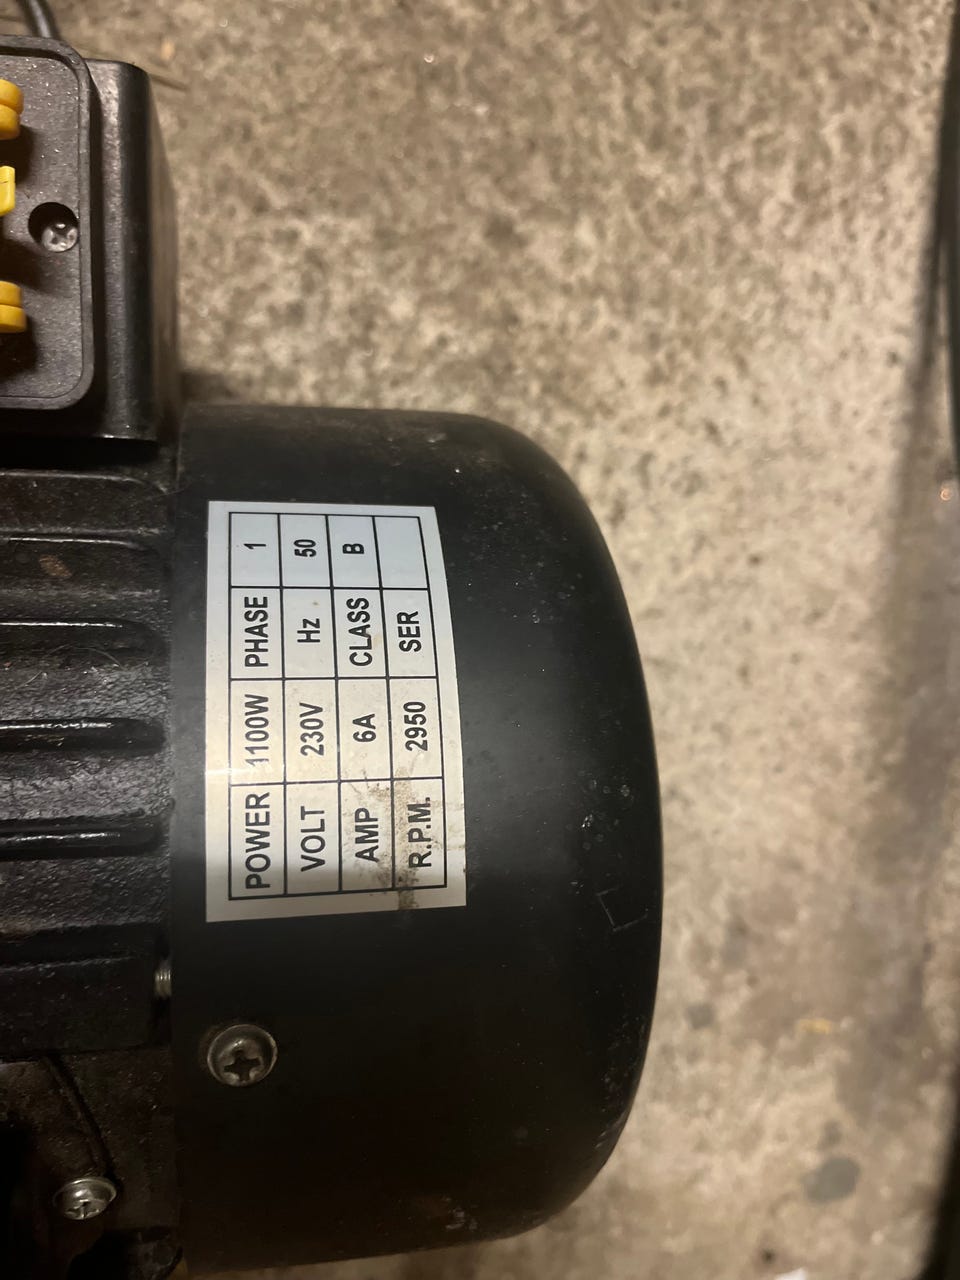 POWER 1100W PHASE 1
VOLT 230V Hz 50
AMP 6A CLASS B
R.P.M. 2950 SER